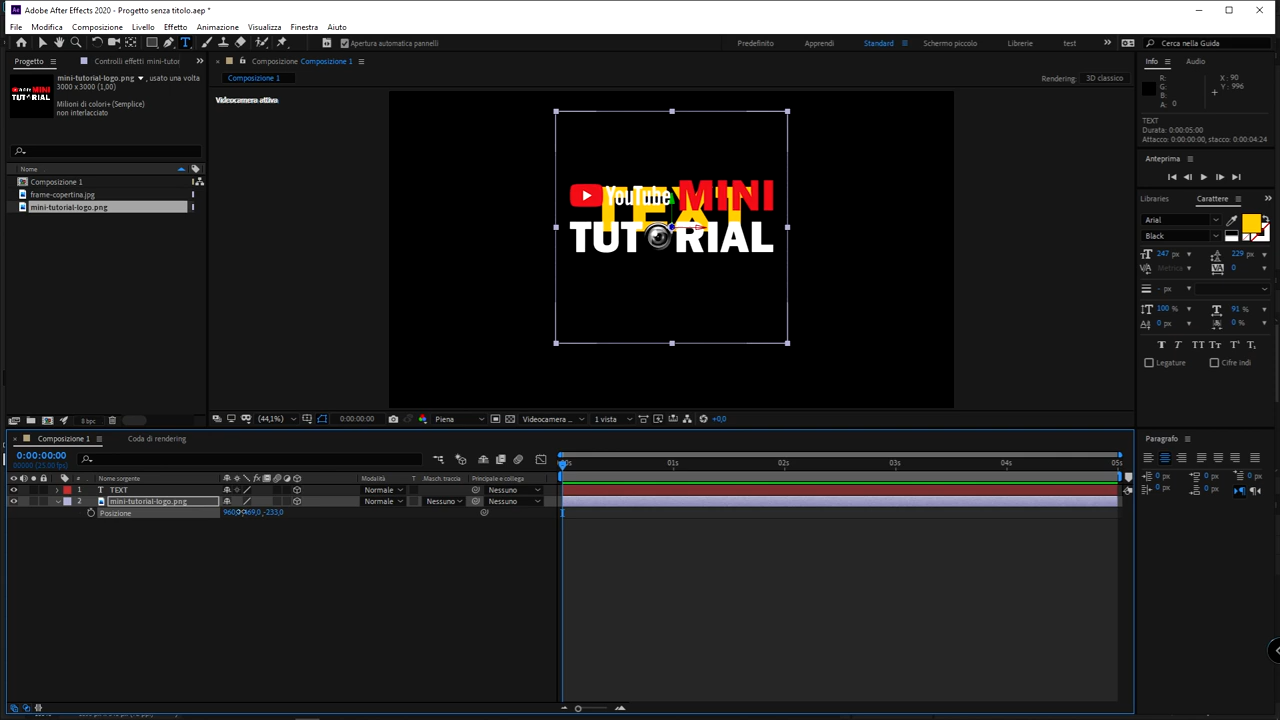 Adobe After Effects 2020 - Progetto senza titolo.aep *
File Modifica Composizione Livello Effetto Animazione Visualizza Finestra Aiuto
Apertura automatica pannelli
Predefinito Apprendi Standard Schermo piccolo Librerie test
Cerca nella Guida
Progetto
Controlli effetti mini-tutor
Composizione Composizione 1
Info Audio
mini-tutorial-logo.png , usato una volta
3000 x 3000 (1,00)
Milioni di colori+ (Semplice)
non interlacciato
Composizione 1
Rendering: 3D classico
Videocamera attiva
R:
G:
B:
A: 0
X: 90
Y: 996
TEXT
Durata: 0:00:05:00
Attacco: 0:00:00:00, stacco: 0:00:04:24
Nome
Composizione 1
frame-copertina.jpg
mini-tutorial-logo.png
TEXT
YouTube MINI
TUTORIAL
Anteprima
Librerie Carattere
Arial
Black
247 px 229 px
Metrica 0
- px
100 % 91 %
0 px 0 %
Legature Cifre indi
8 bpc
(44,1%) 0:00:00:00 Piena Videocamera ... 1 vista +0,0
Composizione 1 Coda di rendering
0:00:00:00
00000 (25.00 fps)
# Nome sorgente Modalità T Masch. traccia Principale e collega
1 T TEXT Normale Nessuno
2 mini-tutorial-logo.png Normale Nessuno Nessuno
Posizione
01s 02s 03s 04s 05s
Paragrafo
0 px 0 px
0 px 0 px